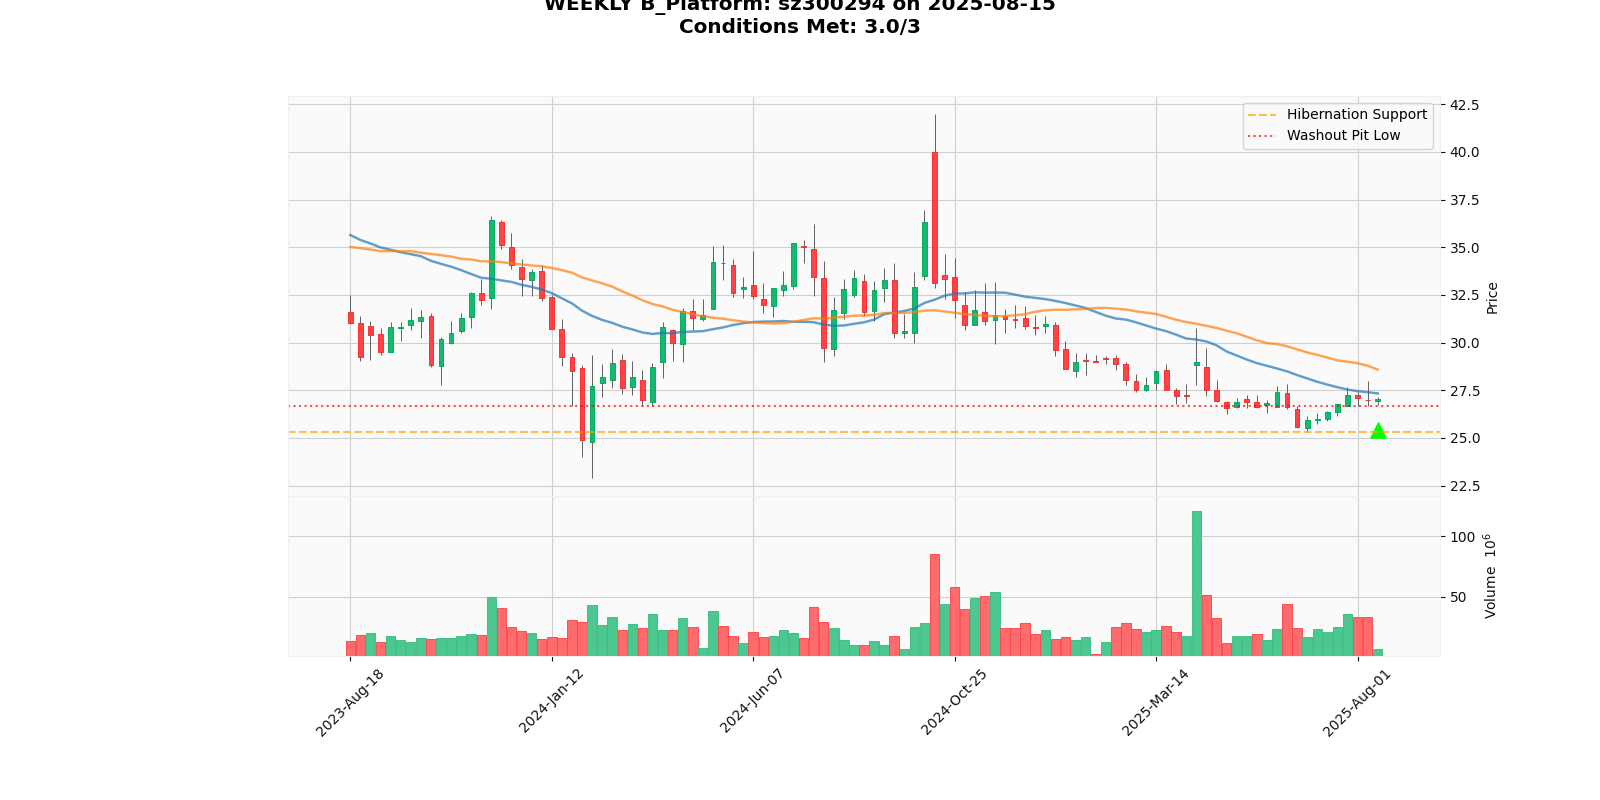 WEEKLY B_Platform: sz300294 on 2025-08-15
Conditions Met: 3.0/3
Hibernation Support
Washout Pit Low
42.5
40.0
37.5
35.0
32.5
30.0
27.5
25.0
22.5
Price
100
50
Volume 10⁶
2023-Aug-18
2024-Jan-12
2024-Jun-07
2024-Oct-25
2025-Mar-14
2025-Aug-01